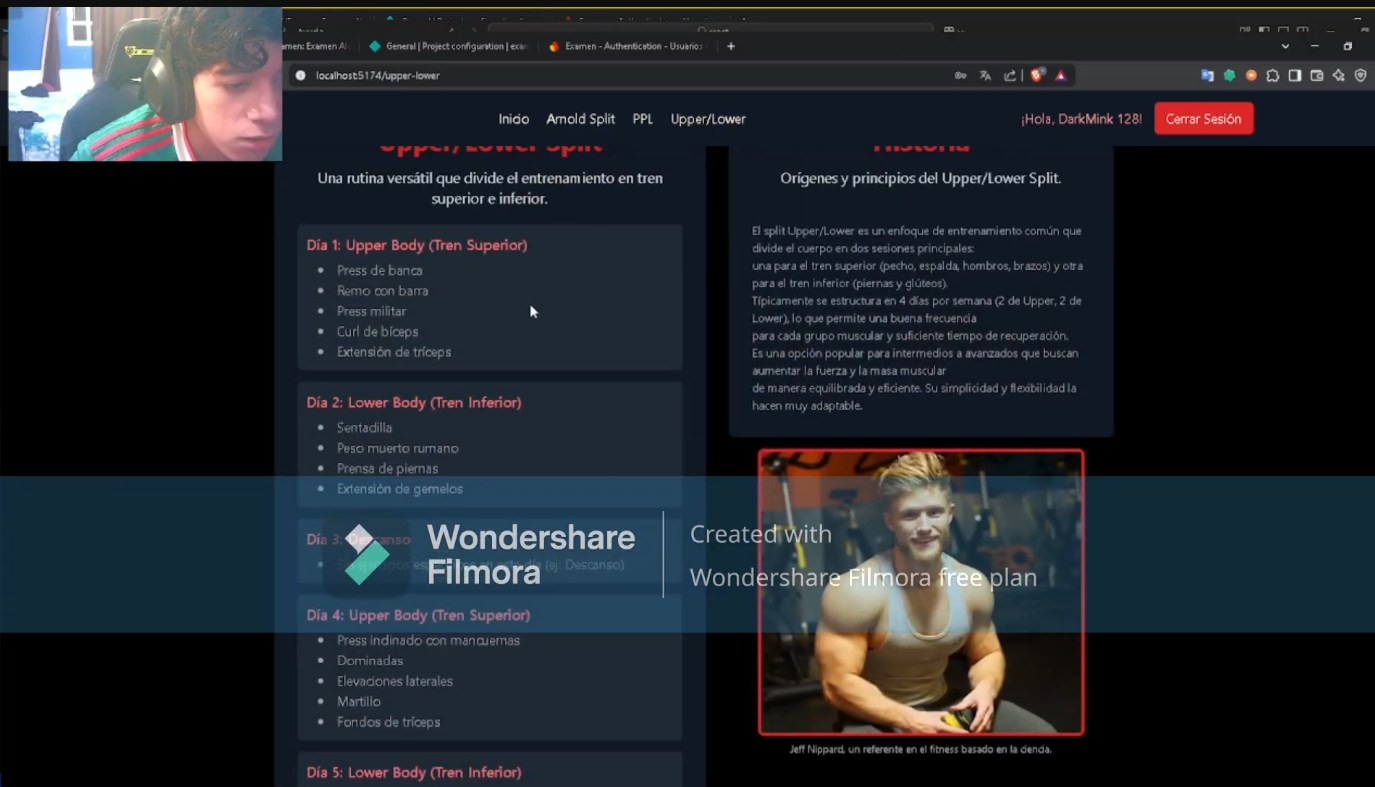 amen: Examen Al
General | Project configuration | exam
Examen - Authentication - Usuarios
localhost:5174/upper-lower
Inicio
Arnold Split
PPL
Upper/Lower
¡Hola, DarkMink 128!
Cerrar Sesión
Upper/Lower Split
Una rutina versátil que divide el entrenamiento en tren
superior e inferior.
Día 1: Upper Body (Tren Superior)
Press de banca
Remo con barra
Press militar
Curl de bíceps
Extensión de tríceps
Día 2: Lower Body (Tren Inferior)
Sentadilla
Peso muerto rumano
Prensa de piernas
Extensión de gemelos
Día 3: Descanso
en este día (ej: Descanso)
Día 4: Upper Body (Tren Superior)
Press inclinado con mancuernas
Dominadas
Elevaciones laterales
Martillo
Fondos de tríceps
Día 5: Lower Body (Tren Inferior)
Historia
Orígenes y principios del Upper/Lower Split.
El split Upper/Lower es un enfoque de entrenamiento común que
divide el cuerpo en dos sesiones principales:
una para el tren superior (pecho, espalda, hombros, brazos) y otra
para el tren inferior (piernas y glúteos).
Típicamente se estructura en 4 días por semana (2 de Upper, 2 de
Lower), lo que permite una buena frecuencia
para cada grupo muscular y suficiente tiempo de recuperación.
Es una opción popular para intermedios a avanzados que buscan
aumentar la fuerza y la masa muscular
de manera equilibrada y eficiente. Su simplicidad y flexibilidad la
hacen muy adaptable.
Jeff Nippard, un referente en el fitness basado en la ciencia.
Wondershare
Filmora
Created with
Wondershare Filmora free plan